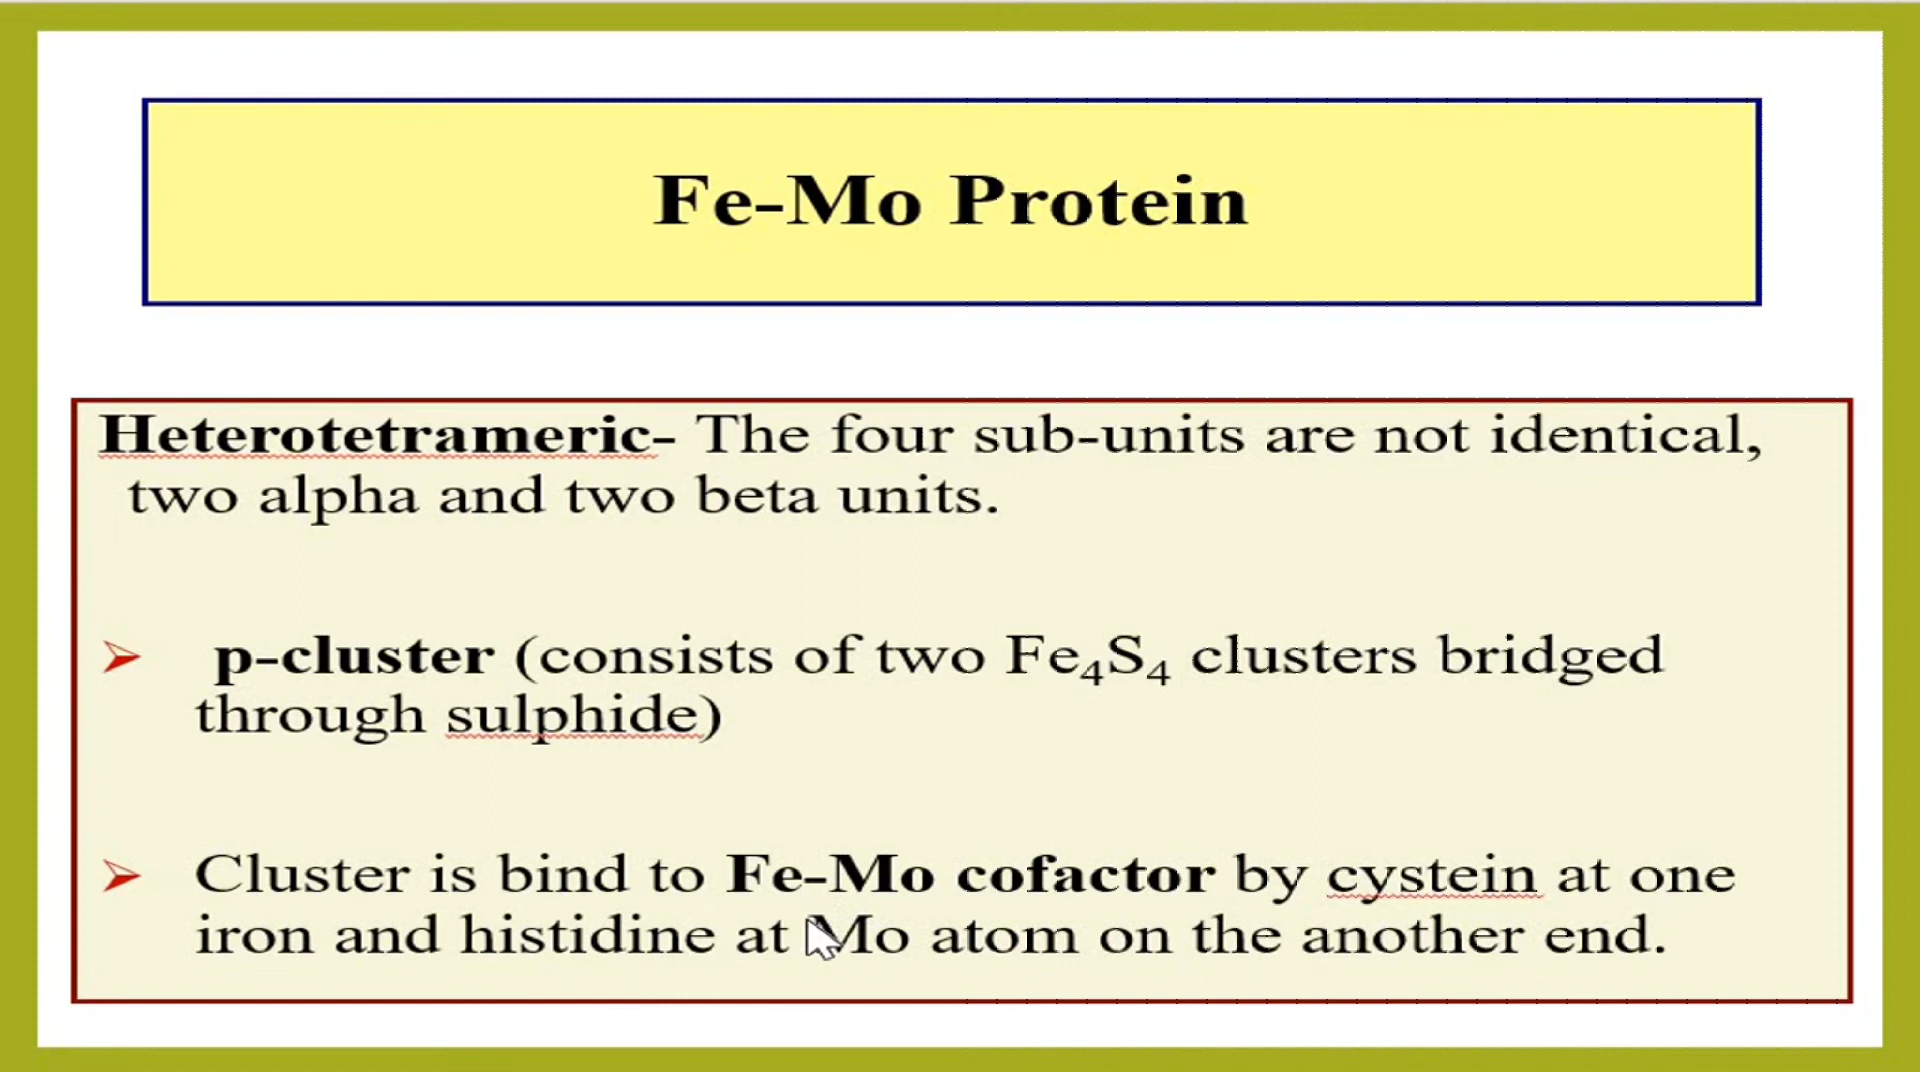 Fe-Mo Protein
Heterotetrameric- The four sub-units are not identical,
two alpha and two beta units.
➢ p-cluster (consists of two Fe₄S₄ clusters bridged
through sulphide)
➢ Cluster is bind to Fe-Mo cofactor by cystein at one
iron and histidine at Mo atom on the another end.